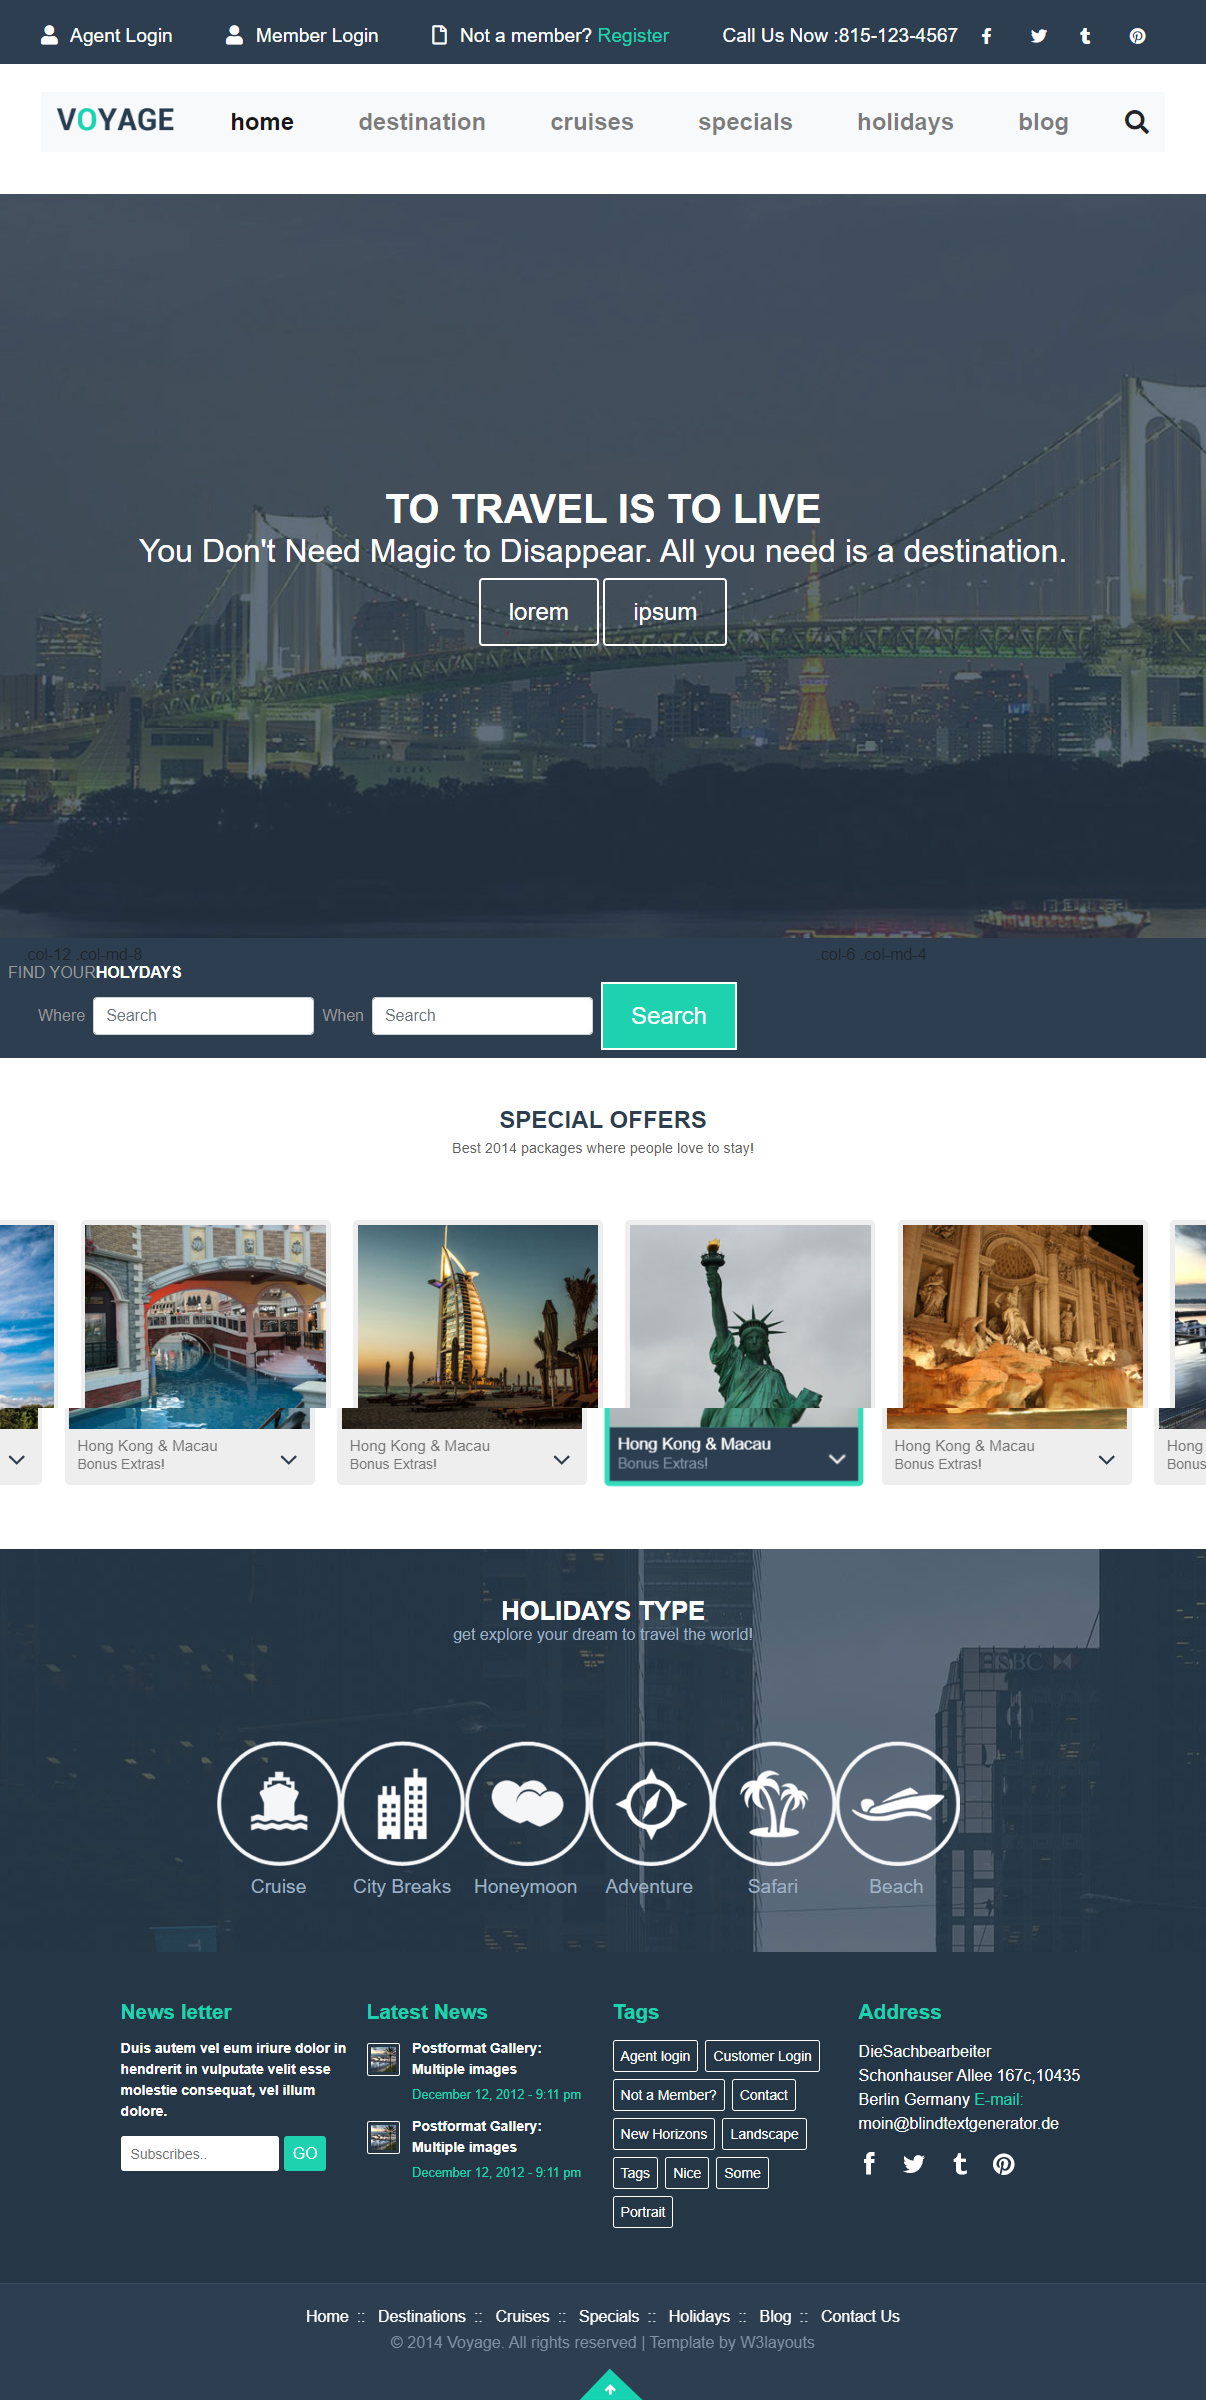 Agent Login Member Login Not a member? Register Call Us Now :815-123-4567
VOYAGE home destination cruises specials holidays blog
TO TRAVEL IS TO LIVE
You Don't Need Magic to Disappear. All you need is a destination.
lorem ipsum
.col-12 .col-md-8 .col-6 .col-md-4
FIND YOURHOLYDAYS
Where Search When Search Search
SPECIAL OFFERS
Best 2014 packages where people love to stay!
Hong Kong & Macau
Bonus Extras!
Hong Kong & Macau
Bonus Extras!
Hong Kong & Macau
Bonus Extras!
Hong Kong & Macau
Bonus Extras!
Hong
Bonus
HOLIDAYS TYPE
get explore your dream to travel the world!
HSBC
Cruise City Breaks Honeymoon Adventure Safari Beach
News letter
Duis autem vel eum iriure dolor in
hendrerit in vulputate velit esse
molestie consequat, vel illum
dolore.
Subscribes.. GO
Latest News
Postformat Gallery:
Multiple images
December 12, 2012 - 9:11 pm
Postformat Gallery:
Multiple images
December 12, 2012 - 9:11 pm
Tags
Agent login Customer Login
Not a Member? Contact
New Horizons Landscape
Tags Nice Some
Portrait
Address
DieSachbearbeiter
Schonhauser Allee 167c,10435
Berlin Germany E-mail:
moin@blindtextgenerator.de
Home :: Destinations :: Cruises :: Specials :: Holidays :: Blog :: Contact Us
© 2014 Voyage. All rights reserved | Template by W3layouts